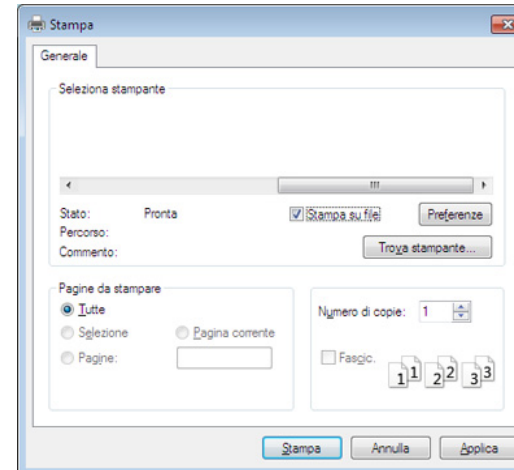 Stampa
Generale
Seleziona stampante
Stato: Pronta
Stampa su file
Preferenze
Percorso:
Commento:
Trova stampante...
Pagine da stampare
Tutte
Selezione
Pagina corrente
Pagine:
Numero di copie: 1
Fascic.
1 1 2 2 3 3
Stampa
Annulla
Applica